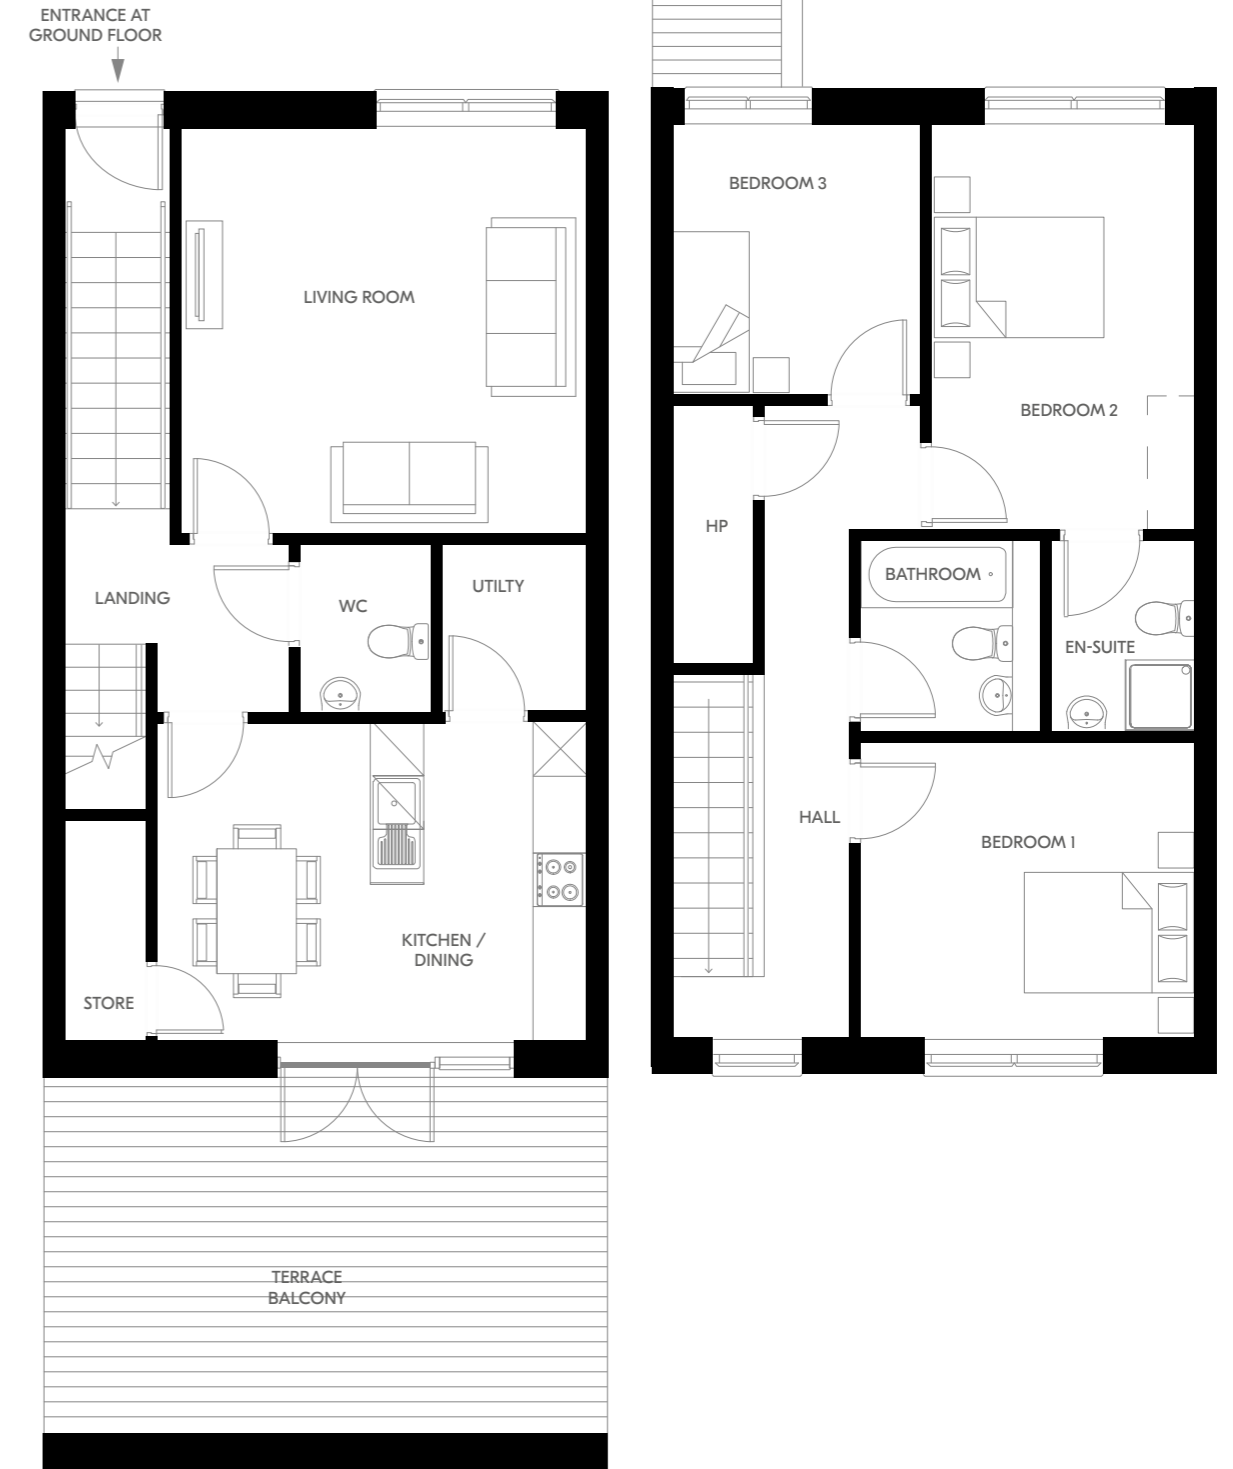 ENTRANCE AT
GROUND FLOOR
LIVING ROOM
LANDING
WC
UTILTY
KITCHEN /
DINING
STORE
TERRACE
BALCONY
BEDROOM 3
BEDROOM 2
HP
BATHROOM
EN-SUITE
HALL
BEDROOM 1